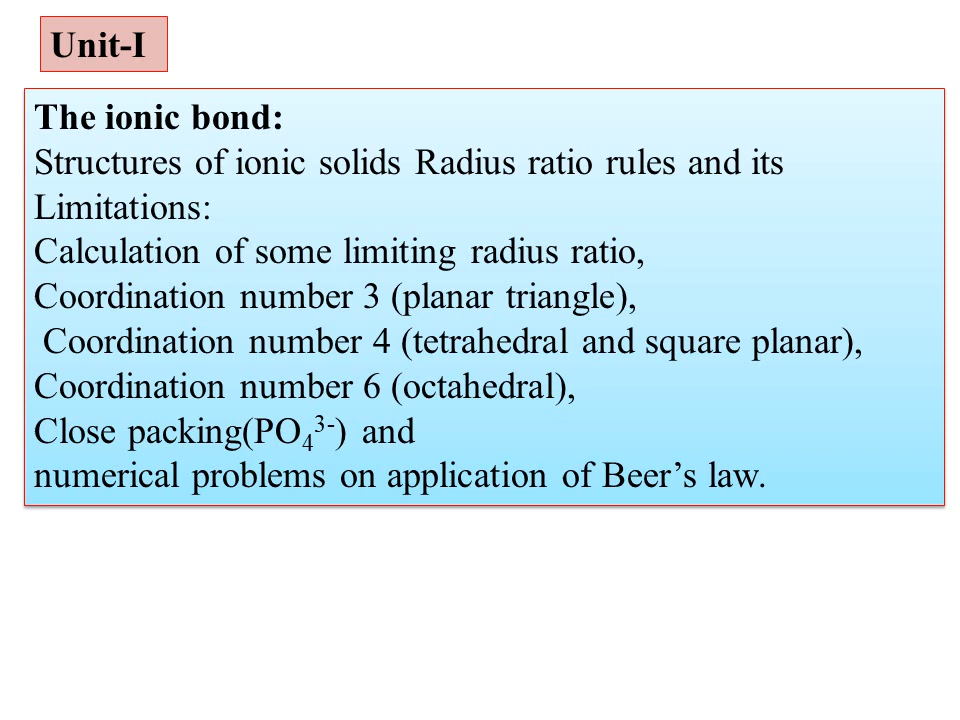 Unit-I
The ionic bond:
Structures of ionic solids Radius ratio rules and its
Limitations:
Calculation of some limiting radius ratio,
Coordination number 3 (planar triangle),
Coordination number 4 (tetrahedral and square planar),
Coordination number 6 (octahedral),
Close packing(PO₄³⁻) and
numerical problems on application of Beer’s law.